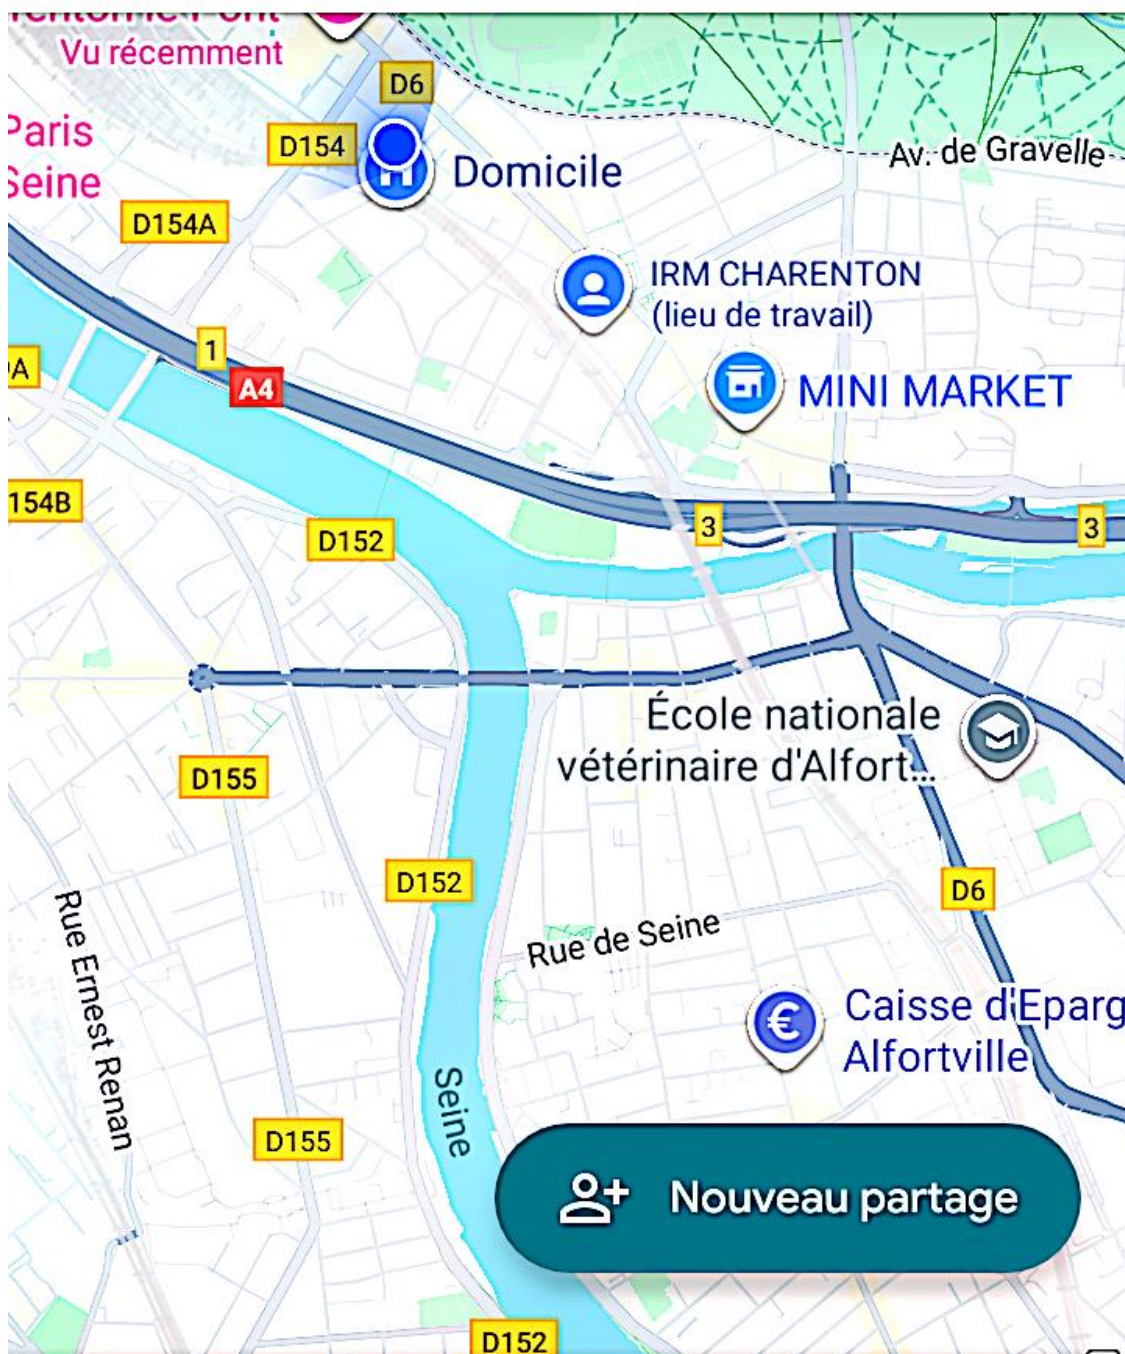 Vu récemment
D6
Paris
Seine
D154
Domicile
Av. de Gravelle
D154A
IRM CHARENTON
(lieu de travail)
1
A4
MINI MARKET
154B
D152
3
3
École nationale
vétérinaire d'Alfort...
D155
D152
D6
Rue Ernest Renan
Rue de Seine
Caisse d'Eparg
Alfortville
Seine
D155
Nouveau partage
D152